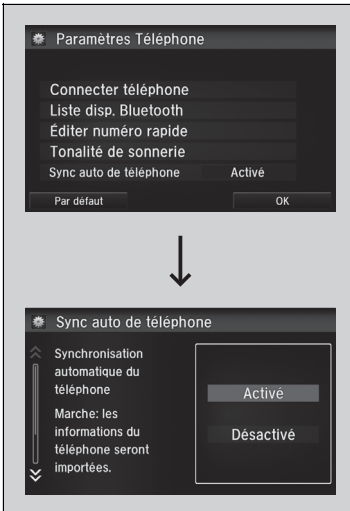 Paramètres Téléphone
Connecter téléphone
Liste disp. Bluetooth
Éditer numéro rapide
Tonalité de sonnerie
Sync auto de téléphone Activé
Par défaut OK
Sync auto de téléphone
Synchronisation
automatique du
téléphone
Marche: les
informations du
téléphone seront
importées.
Activé
Désactivé